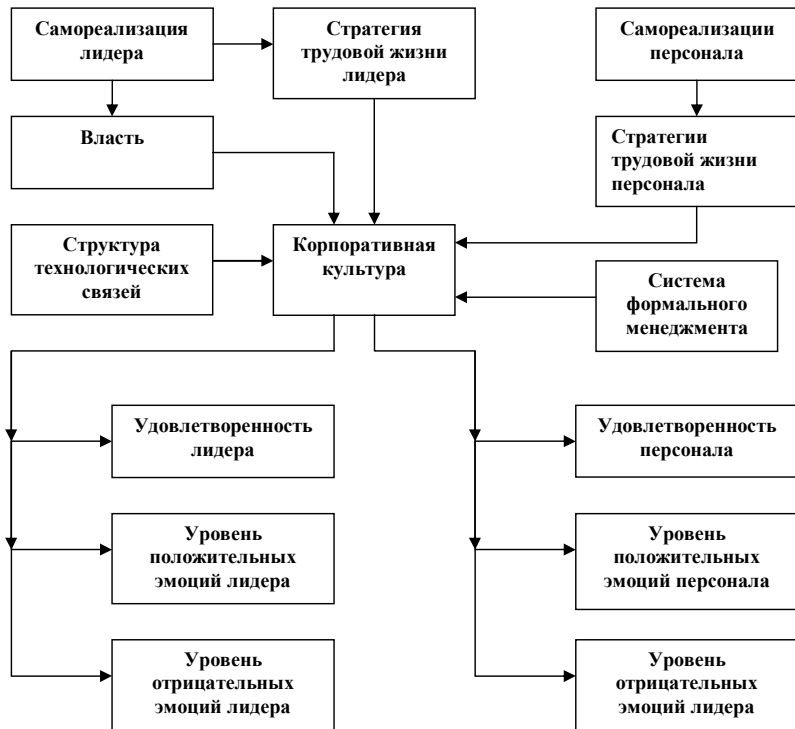 Самореализация
лидера
Стратегия
трудовой жизни
лидера
Самореализации
персонала
Власть
Стратегии
трудовой жизни
персонала
Структура
технологических
связей
Корпоративная
культура
Система
формального
менеджмента
Удовлетворенность
лидера
Удовлетворенность
персонала
Уровень
положительных
эмоций лидера
Уровень
положительных
эмоций персонала
Уровень
отрицательных
эмоций лидера
Уровень
отрицательных
эмоций лидера